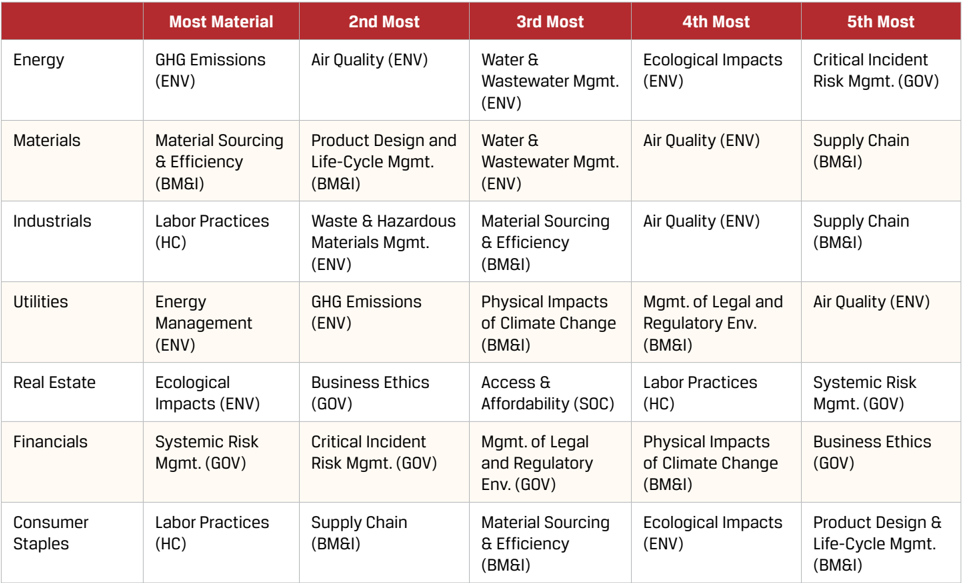 Most Material 2nd Most 3rd Most 4th Most 5th Most
Energy
GHG Emissions
(ENV)
Air Quality (ENV)
Water &
Wastewater Mgmt.
(ENV)
Ecological Impacts
(ENV)
Critical Incident
Risk Mgmt. (GOV)
Materials
Material Sourcing
& Efficiency
(BM&I)
Product Design and
Life-Cycle Mgmt.
(BM&I)
Water &
Wastewater Mgmt.
(ENV)
Air Quality (ENV)
Supply Chain
(BM&I)
Industrials
Labor Practices
(HC)
Waste & Hazardous
Materials Mgmt.
(ENV)
Material Sourcing
& Efficiency
(BM&I)
Air Quality (ENV)
Supply Chain
(BM&I)
Utilities
Energy
Management
(ENV)
GHG Emissions
(ENV)
Physical Impacts
of Climate Change
(BM&I)
Mgmt. of Legal and
Regulatory Env.
(BM&I)
Air Quality (ENV)
Real Estate
Ecological
Impacts (ENV)
Business Ethics
(GOV)
Access &
Affordability (SOC)
Labor Practices
(HC)
Systemic Risk
Mgmt. (GOV)
Financials
Systemic Risk
Mgmt. (GOV)
Critical Incident
Risk Mgmt. (GOV)
Mgmt. of Legal
and Regulatory
Env. (GOV)
Physical Impacts
of Climate Change
(BM&I)
Business Ethics
(GOV)
Consumer
Staples
Labor Practices
(HC)
Supply Chain
(BM&I)
Material Sourcing
& Efficiency
(BM&I)
Ecological Impacts
(ENV)
Product Design &
Life-Cycle Mgmt.
(BM&I)